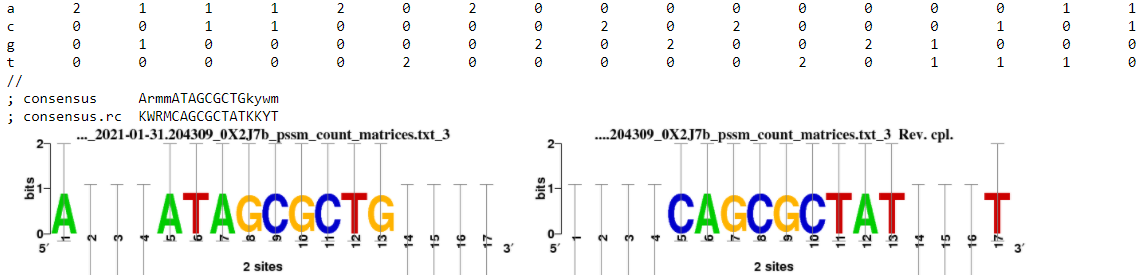 a 2 1 1 1 2 0 2 0 0 0 0 0 0 0 0 1 1
c 0 0 1 1 0 0 0 0 2 0 2 0 0 0 1 0 1
g 0 1 0 0 0 0 0 2 0 2 0 0 2 1 0 0 0
t 0 0 0 0 0 2 0 0 0 0 0 2 0 1 1 1 0
//
; consensus ArmmATAGCGCTGkywm
; consensus.rc KWRMCAGCGCTATKKYT
..._2021-01-31.204309_0X2J7b_pssm_count_matrices.txt_3
2
1
0
bits
A ATAGCGCTG
5′ 1 2 3 4 5 6 7 8 9 10 11 12 13 14 15 16 17 3′
2 sites
....204309_0X2J7b_pssm_count_matrices.txt_3 Rev. cpl.
2
1
0
bits
CAGCGCTAT T
5′ 1 2 3 4 5 6 7 8 9 10 11 12 13 14 15 16 17 3′
2 sites